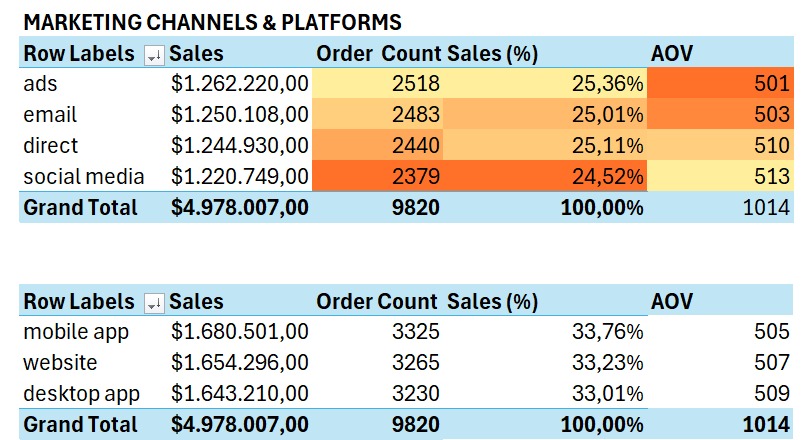 MARKETING CHANNELS & PLATFORMS
Row Labels Sales Order Count Sales (%) AOV
ads $1.262.220,00 2518 25,36% 501
email $1.250.108,00 2483 25,01% 503
direct $1.244.930,00 2440 25,11% 510
social media $1.220.749,00 2379 24,52% 513
Grand Total $4.978.007,00 9820 100,00% 1014
Row Labels Sales Order Count Sales (%) AOV
mobile app $1.680.501,00 3325 33,76% 505
website $1.654.296,00 3265 33,23% 507
desktop app $1.643.210,00 3230 33,01% 509
Grand Total $4.978.007,00 9820 100,00% 1014